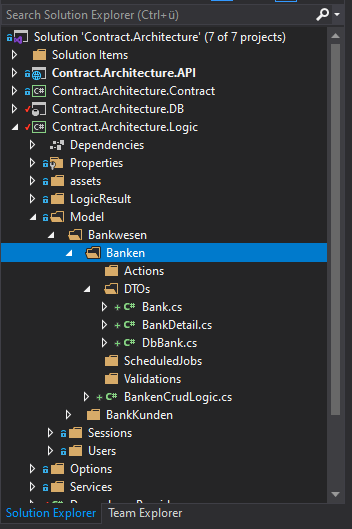 Search Solution Explorer (Ctrl+ü)
Solution 'Contract.Architecture' (7 of 7 projects)
Solution Items
Contract.Architecture.API
Contract.Architecture.Contract
Contract.Architecture.DB
Contract.Architecture.Logic
Dependencies
Properties
assets
LogicResult
Model
Bankwesen
Banken
Actions
DTOs
C# Bank.cs
C# BankDetail.cs
C# DbBank.cs
ScheduledJobs
Validations
C# BankenCrudLogic.cs
BankKunden
Sessions
Users
Options
Services
Solution Explorer Team Explorer